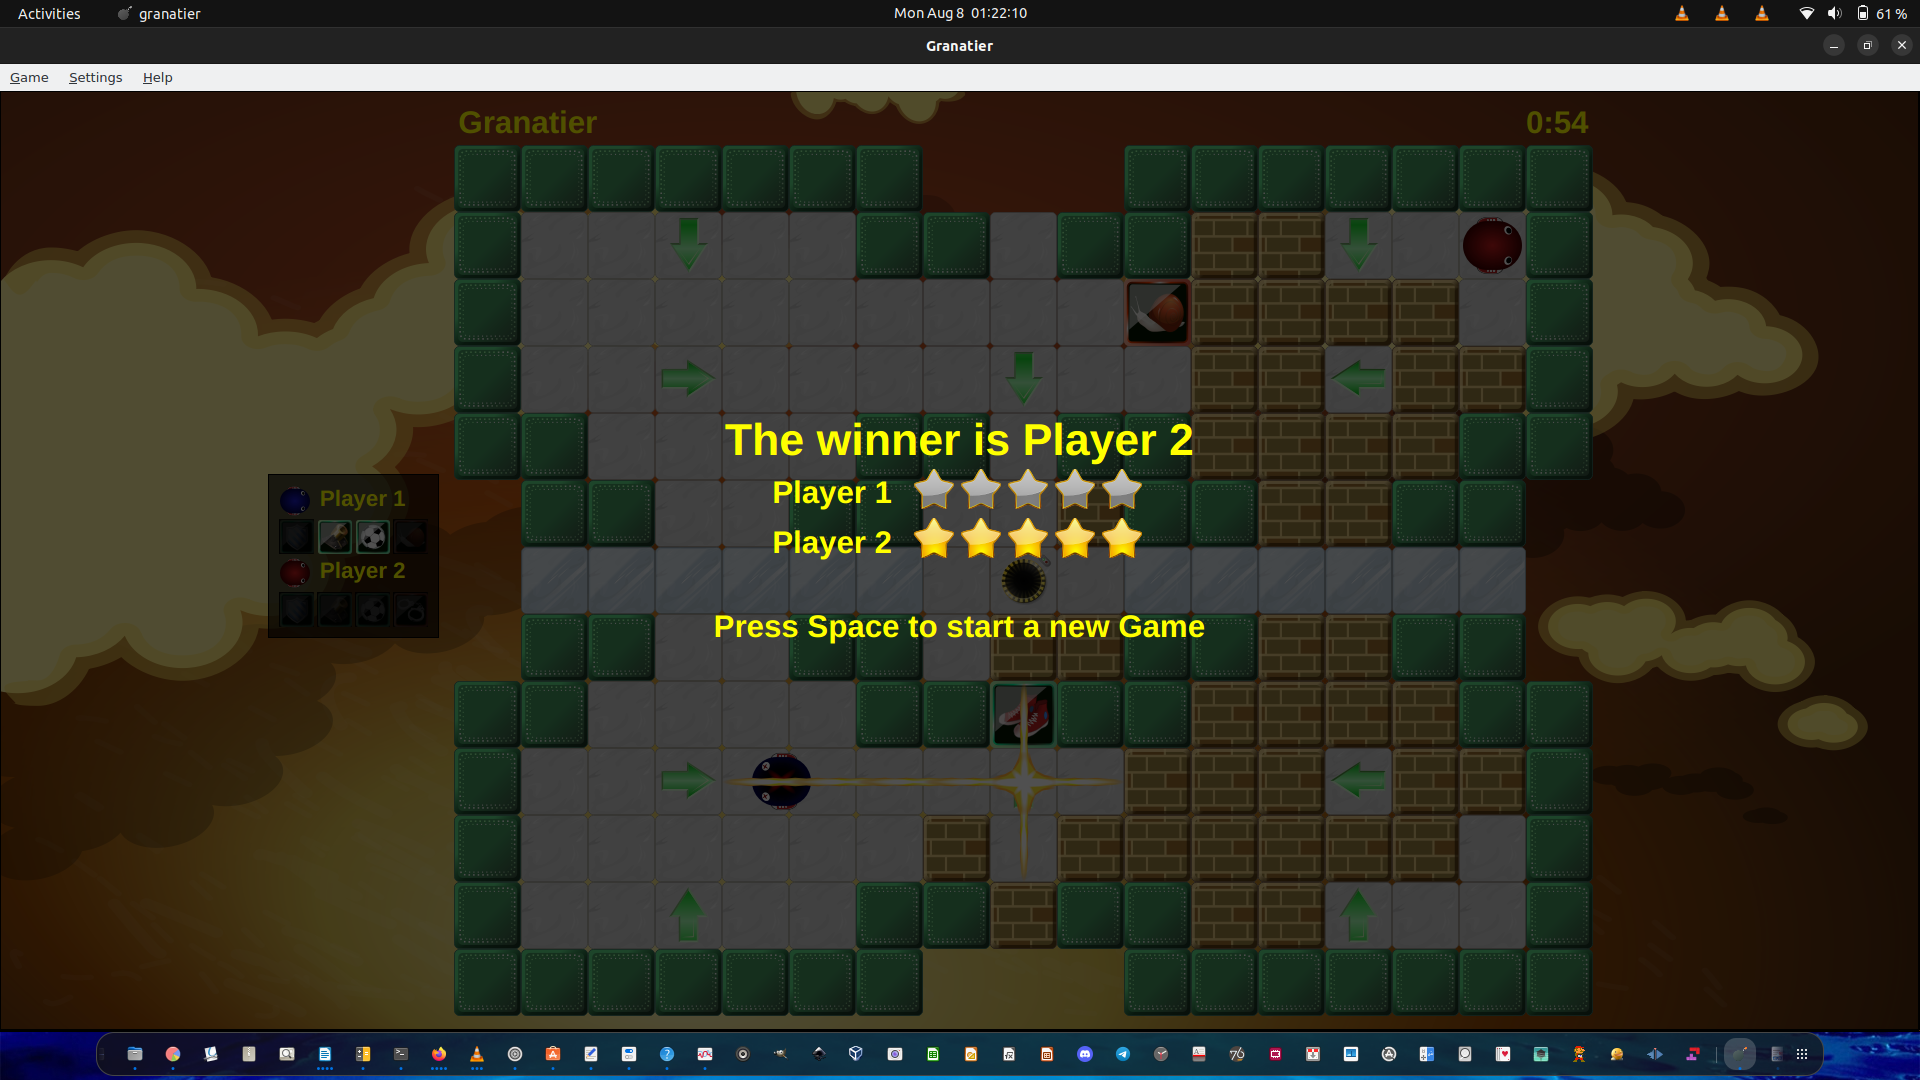 Activities granatier Mon Aug 8 01:22:10 61 %
Granatier
Game Settings Help
Granatier 0:54
The winner is Player 2
Player 1
Player 2
Player 1
Player 2
Press Space to start a new Game